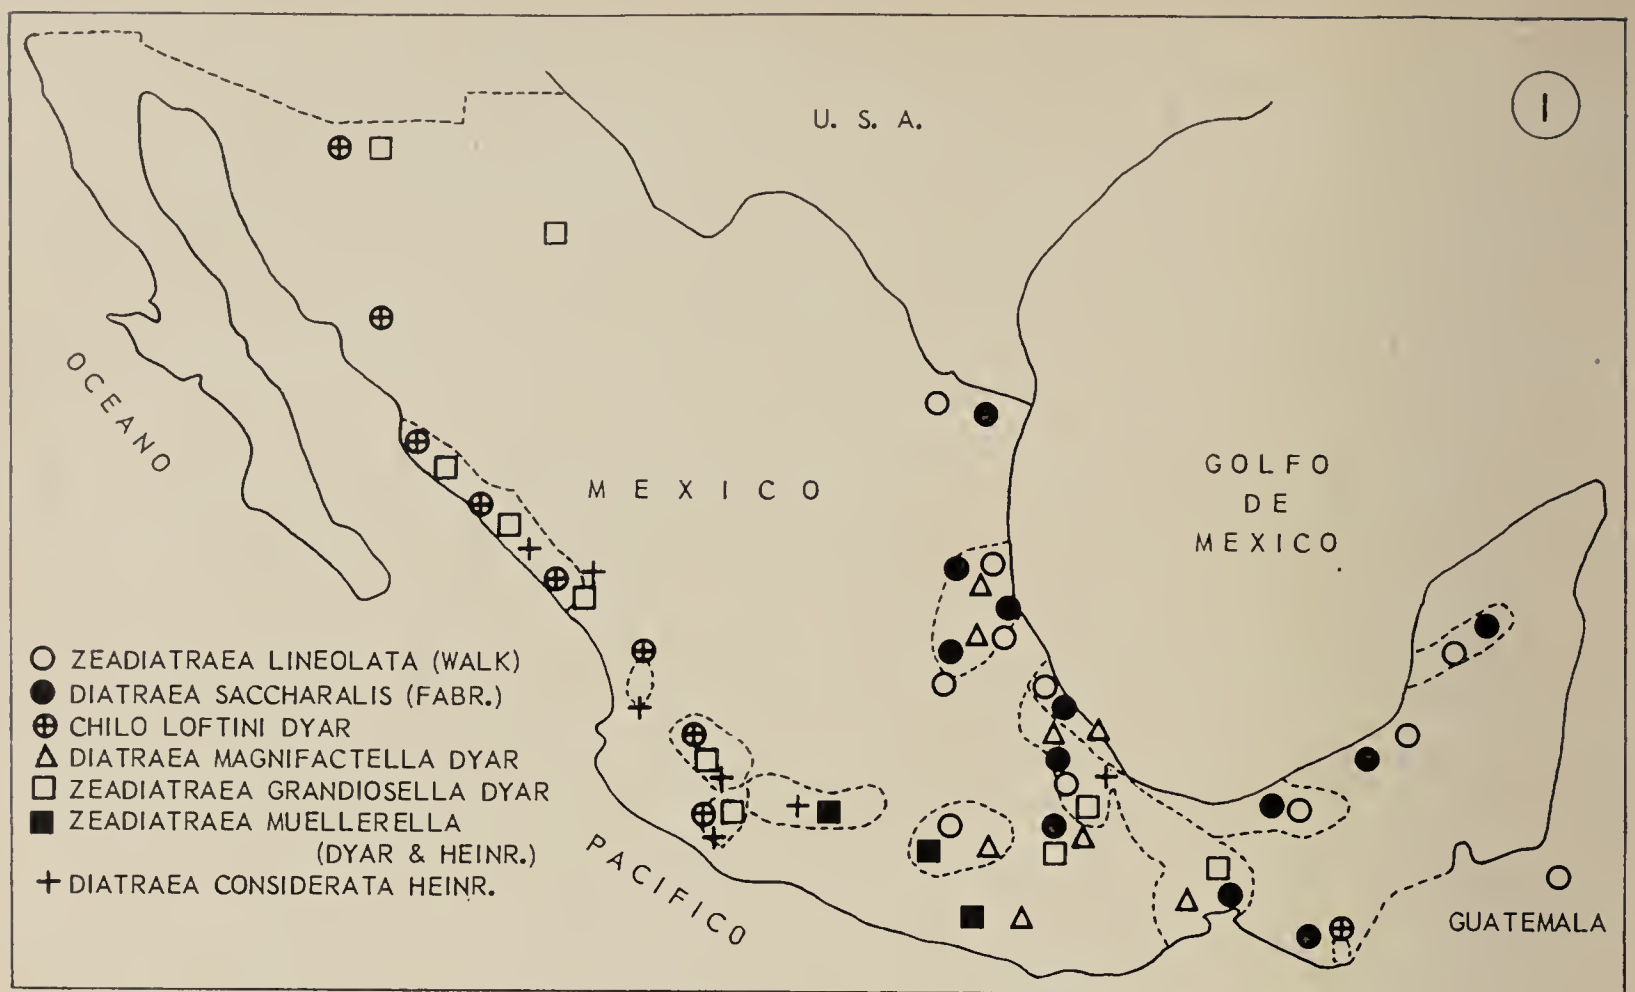 1
U. S. A.
OCEANO
MEXICO
GOLFO
DE
MEXICO
ZEADIATRAEA LINEOLATA (WALK)
DIATRAEA SACCHARALIS (FABR.)
CHILO LOFTINI DYAR
DIATRAEA MAGNIFACTELLA DYAR
ZEADIATRAEA GRANDIOSELLA DYAR
ZEADIATRAEA MUELLERELLA
(DYAR & HEINR.)
DIATRAEA CONSIDERATA HEINR.
PACIFICO
GUATEMALA